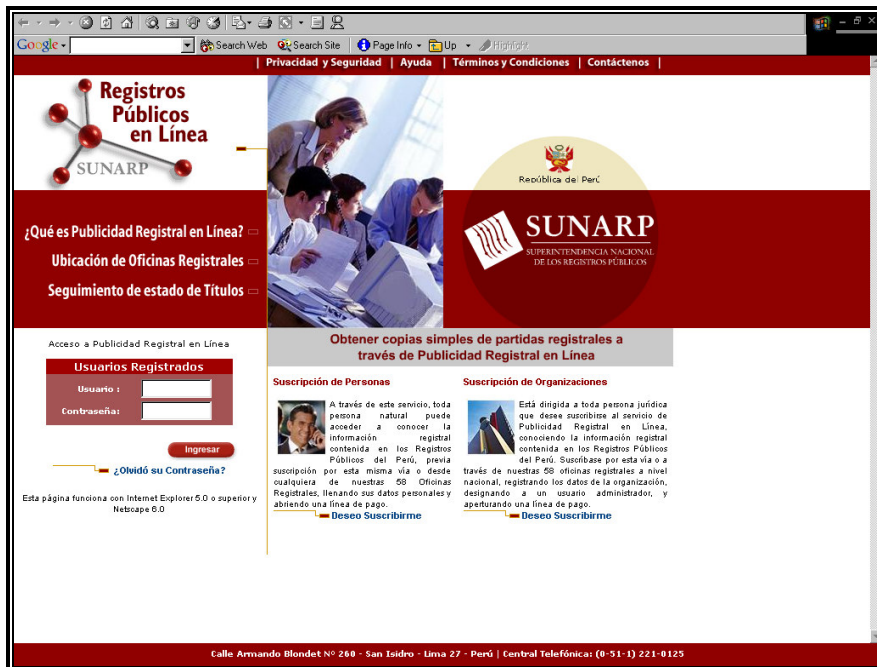 Google
Search Web Search Site Page Info Up Highlight
| Privacidad y Seguridad | Ayuda | Términos y Condiciones | Contáctenos |
Registros
Públicos
en Línea
SUNARP
República del Perú
SUNARP
SUPERINTENDENCIA NACIONAL
DE LOS REGISTROS PÚBLICOS
¿Qué es Publicidad Registral en Línea?
Ubicación de Oficinas Registrales
Seguimiento de estado de Títulos
Acceso a Publicidad Registral en Línea
Usuarios Registrados
Usuario :
Contraseña:
Ingresar
¿Olvidó su Contraseña?
Esta página funciona con Internet Explorer 5.0 o superior y
Netscape 6.0
Obtener copias simples de partidas registrales a
través de Publicidad Registral en Línea
Suscripción de Personas
A través de este servicio, toda
persona natural puede
acceder a conocer la
información registral
contenida en los Registros
Públicos del Perú, previa
suscripción por esta misma vía o desde
cualquiera de nuestras 58 Oficinas
Registrales, llenando sus datos personales y
abriendo una línea de pago.
Deseo Suscribirme
Suscripción de Organizaciones
Está dirigida a toda persona jurídica
que desee suscribirse al servicio de
Publicidad Registral en Línea,
conociendo la información registral
contenida en los Registros Públicos
del Perú. Suscríbase por esta vía o a
través de nuestras 58 oficinas registrales a nivel
nacional, registrando los datos de la organización,
designando a un usuario administrador, y
aperturando una línea de pago.
Deseo Suscribirme
Calle Armando Blondet Nº 260 - San Isidro - Lima 27 - Perú | Central Telefónica: (0-51-1) 221-0125